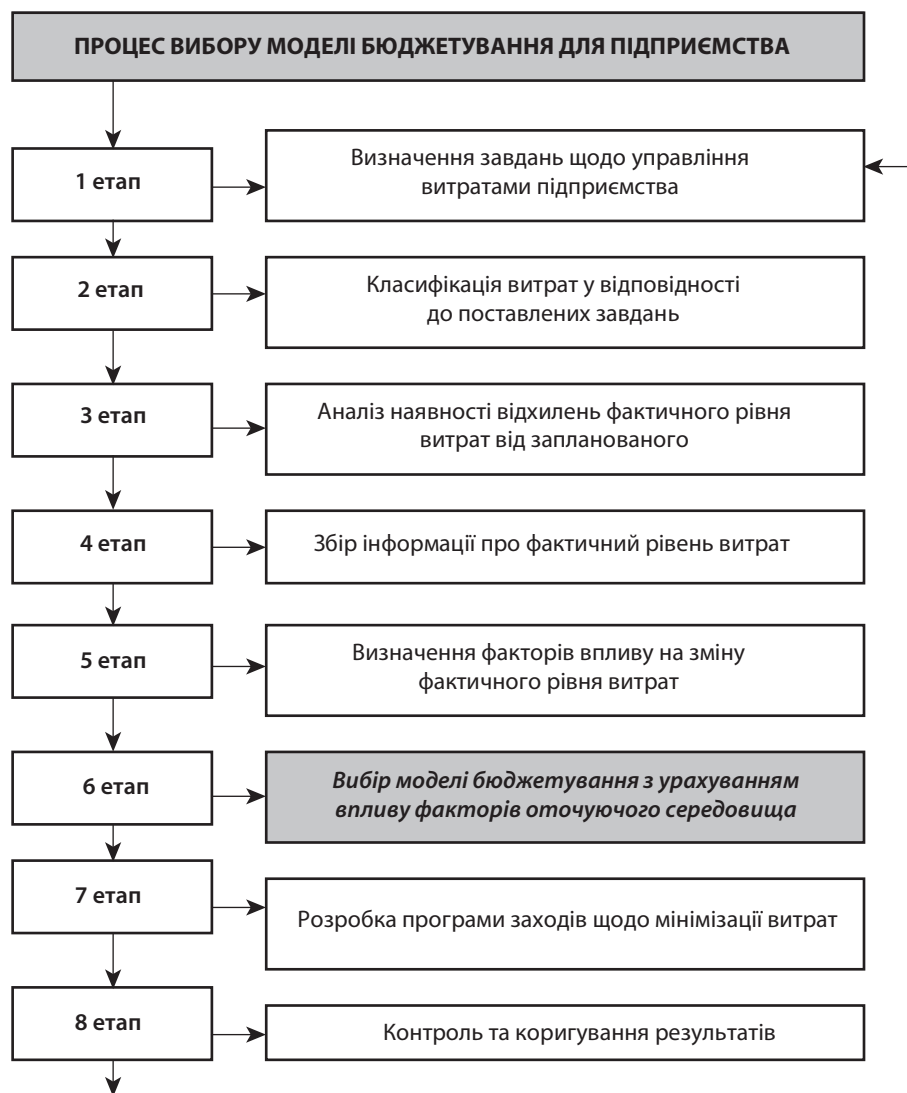 ПРОЦЕС ВИБОРУ МОДЕЛІ БЮДЖЕТУВАННЯ ДЛЯ ПІДПРИЄМСТВА
1 етап
Визначення завдань щодо управління
витратами підприємства
2 етап
Класифікація витрат у відповідності
до поставлених завдань
3 етап
Аналіз наявності відхилень фактичного рівня
витрат від запланованого
4 етап
Збір інформації про фактичний рівень витрат
5 етап
Визначення факторів впливу на зміну
фактичного рівня витрат
6 етап
Вибір моделі бюджетування з урахуванням
впливу факторів оточуючого середовища
7 етап
Розробка програми заходів щодо мінімізації витрат
8 етап
Контроль та коригування результатів